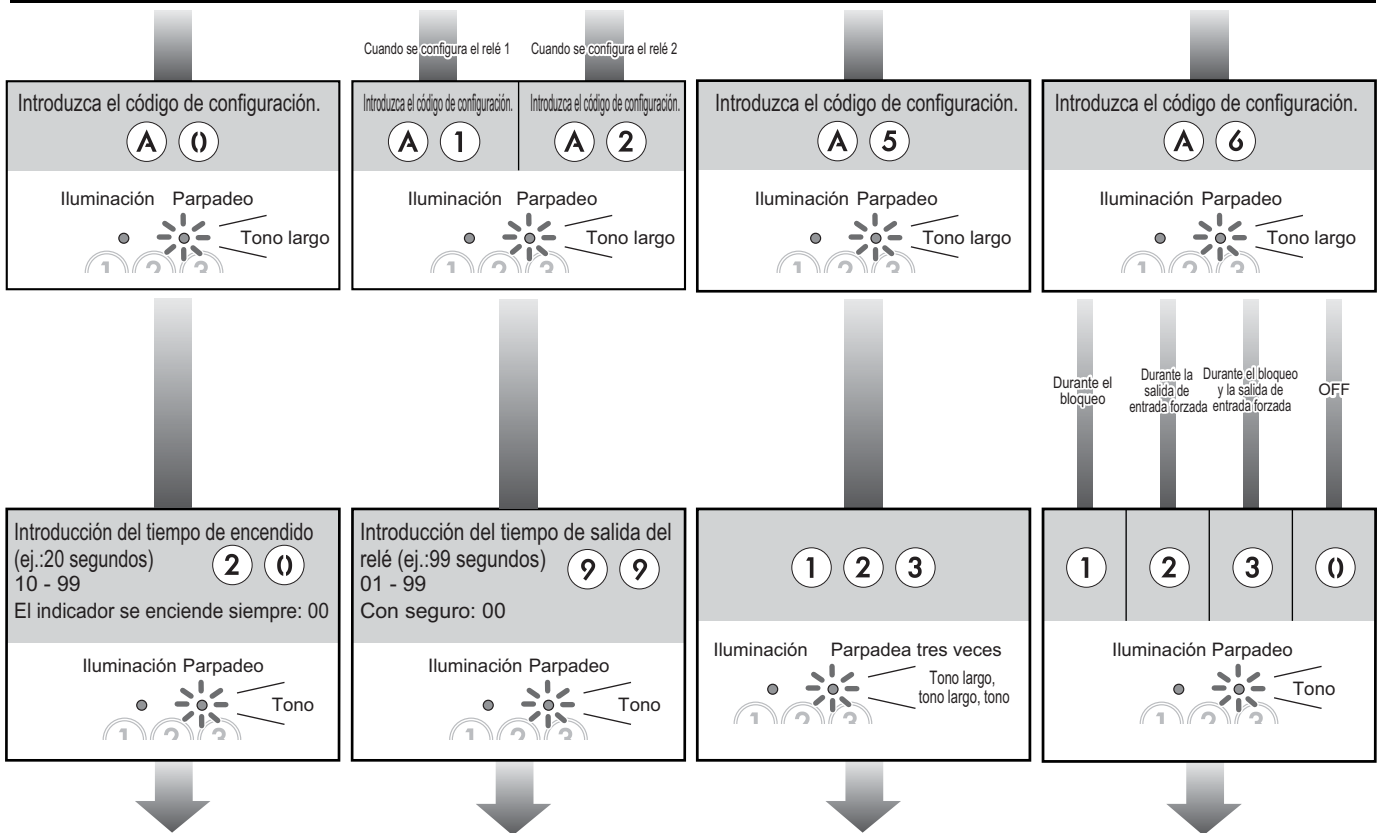 Cuando se configura el relé 1
Cuando se configura el relé 2
Introduzca el código de configuración.
A 0
Iluminación Parpadeo
Tono largo
1 2 3
Introduzca el código de configuración.
A 1
Introduzca el código de configuración.
A 2
Iluminación Parpadeo
Tono largo
1 2 3
Introduzca el código de configuración.
A 5
Iluminación Parpadeo
Tono largo
1 2 3
Introduzca el código de configuración.
A 6
Iluminación Parpadeo
Tono largo
1 2 3
Durante el
bloqueo
Durante la
salida de
entrada forzada
Durante el bloqueo
y la salida de
entrada forzada
OFF
Introducción del tiempo de encendido
(ej.:20 segundos)
2 0
10 - 99
El indicador se enciende siempre: 00
Iluminación Parpadeo
Tono
1 2 3
Introducción del tiempo de salida del
relé (ej.:99 segundos)
9 9
01 - 99
Con seguro: 00
Iluminación Parpadeo
Tono
1 2 3
1 2 3
Iluminación Parpadea tres veces
Tono largo,
tono largo, tono
1 2 3
1
2
3
0
Iluminación Parpadeo
Tono
1 2 3